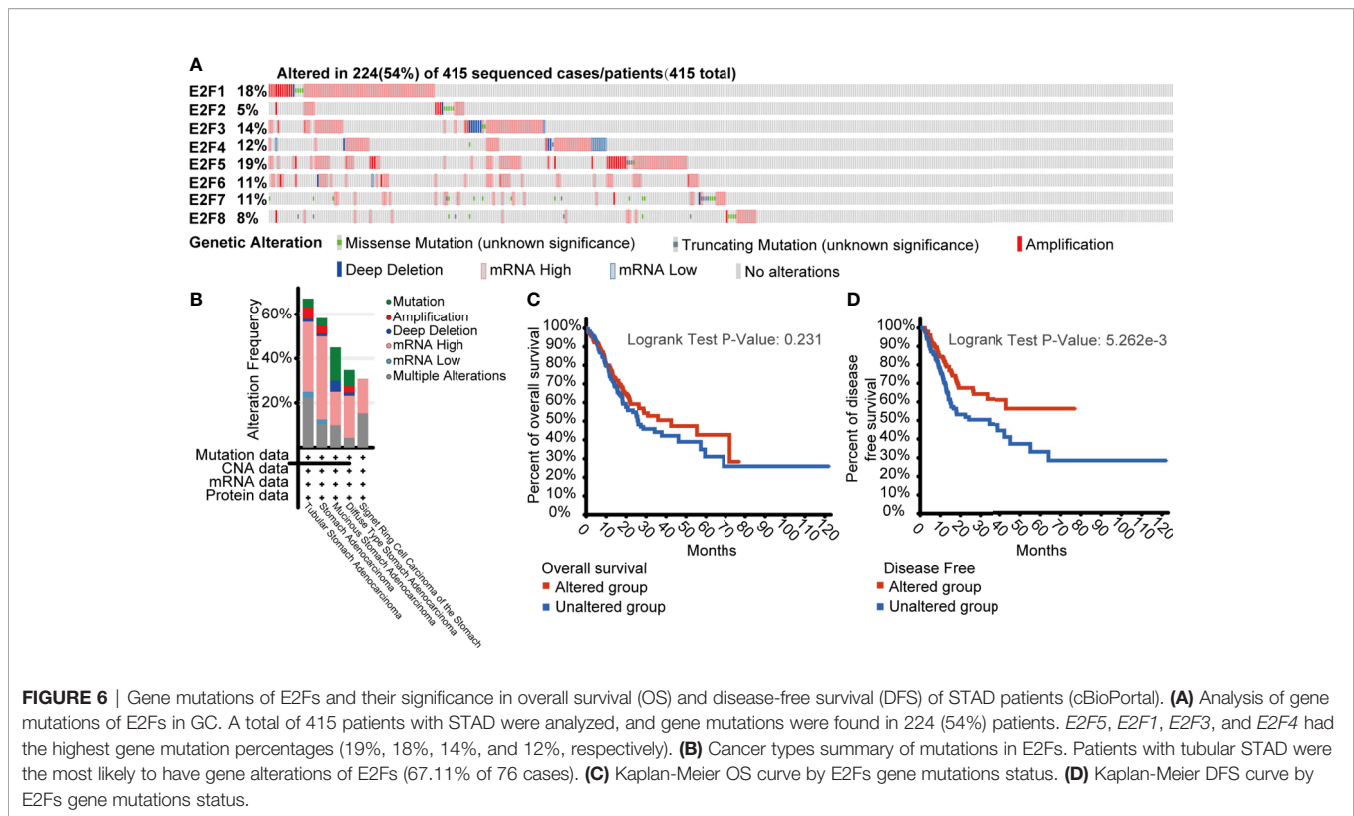 A
Altered in 224(54%) of 415 sequenced cases/patients(415 total)
E2F1 18%
E2F2 5%
E2F3 14%
E2F4 12%
E2F5 19%
E2F6 11%
E2F7 11%
E2F8 8%
Genetic Alteration Missense Mutation (unknown significance) Truncating Mutation (unknown significance) Amplification
Deep Deletion mRNA High mRNA Low No alterations
B
Alteration Frequency
60%
40%
20%
Mutation
Amplification
Deep Deletion
mRNA High
mRNA Low
Multiple Alterations
Mutation data + + + + +
CNA data + + + + +
mRNA data + + + + +
Protein data + + + + +
Tubular Stomach Adenocarcinoma
Stomach Adenocarcinoma
Mucinous Stomach Adenocarcinoma
Diffuse Type Stomach Adenocarcinoma
Signet Ring Cell Carcinoma of the Stomach
C
Percent of overall survival
100%
90%
80%
70%
60%
50%
40%
30%
20%
10%
0%
Logrank Test P-Value: 0.231
0 10 20 30 40 50 60 70 80 90 100 110 120
Months
Overall survival
Altered group
Unaltered group
D
Percent of disease
free survival
100%
90%
80%
70%
60%
50%
40%
30%
20%
10%
0%
Logrank Test P-Value: 5.262e-3
0 10 20 30 40 50 60 70 80 90 100 110 120
Months
Disease Free
Altered group
Unaltered group
FIGURE 6 | Gene mutations of E2Fs and their significance in overall survival (OS) and disease-free survival (DFS) of STAD patients (cBioPortal). (A) Analysis of gene
mutations of E2Fs in GC. A total of 415 patients with STAD were analyzed, and gene mutations were found in 224 (54%) patients. E2F5, E2F1, E2F3, and E2F4 had
the highest gene mutation percentages (19%, 18%, 14%, and 12%, respectively). (B) Cancer types summary of mutations in E2Fs. Patients with tubular STAD were
the most likely to have gene alterations of E2Fs (67.11% of 76 cases). (C) Kaplan-Meier OS curve by E2Fs gene mutations status. (D) Kaplan-Meier DFS curve by
E2Fs gene mutations status.